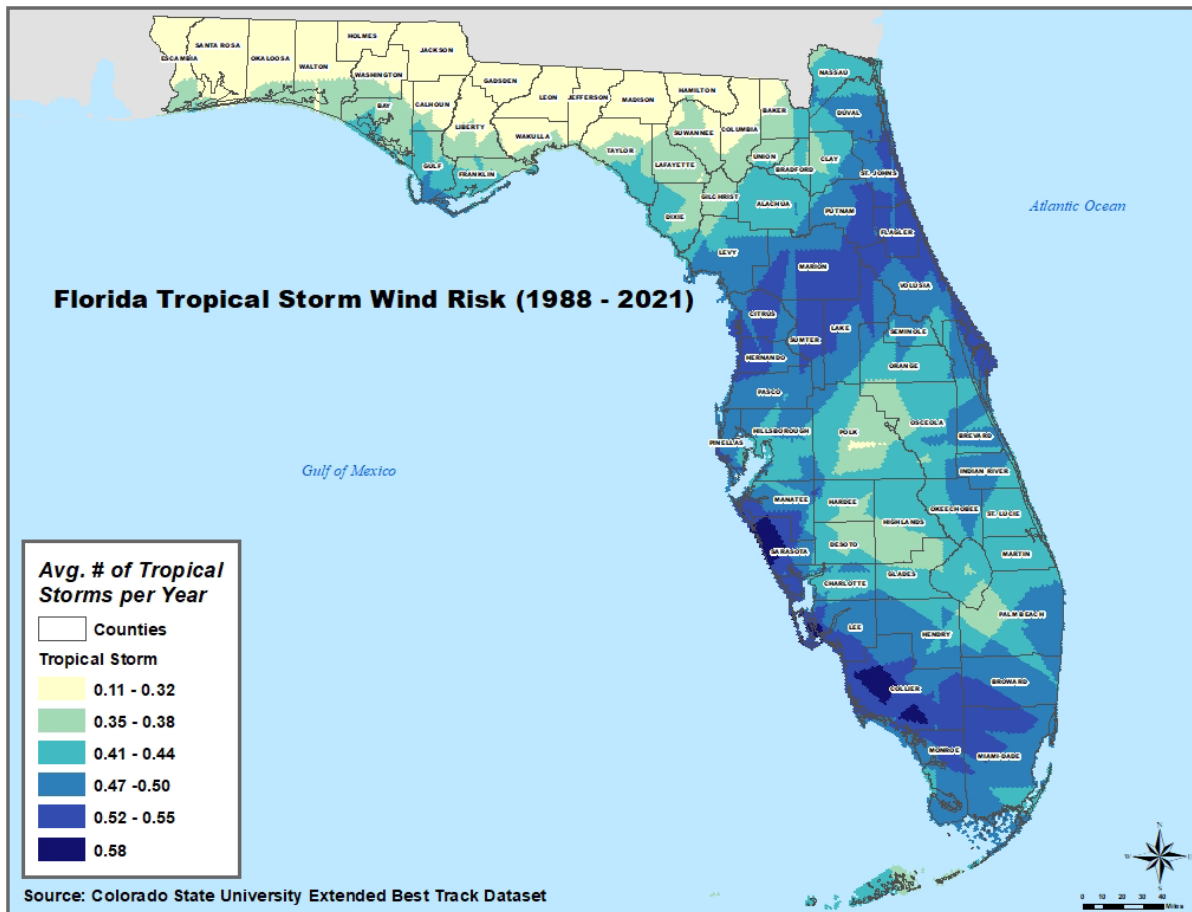 HOLMES
SANTA ROSA
JACKSON
ESCAMBIA
OKALOOSA
WALTON
WASHINGTON
GADSDEN
BAY
CALHOUN
LEON
JEFFERSON
MADISON
HAMILTON
LIBERTY
WAKULLA
TAYLOR
SUWANNEE
COLUMBIA
BAKER
NASSAU
DUVAL
GULF
FRANKLIN
LAFAYETTE
UNION
BRADFORD
CLAY
ST. JOHNS
DIXIE
GILCHRIST
ALACHUA
PUTNAM
FLAGLER
Atlantic Ocean
LEVY
MARION
VOLUSIA
Florida Tropical Storm Wind Risk (1988 - 2021)
CITRUS
SUMTER
LAKE
SEMINOLE
HERNANDO
ORANGE
PASCO
HILLSBOROUGH
PINELLAS
POLK
OSCEOLA
BREVARD
Gulf of Mexico
INDIAN RIVER
MANATEE
HARDEE
HIGHLANDS
OKEECHOBEE
ST. LUCIE
SARASOTA
DESOTO
MARTIN
CHARLOTTE
GLADES
LEE
HENDRY
PALM BEACH
COLLIER
BROWARD
MONROE
MIAMI-DADE
Avg. # of Tropical
Storms per Year
Counties
Tropical Storm
0.11 - 0.32
0.35 - 0.38
0.41 - 0.44
0.47 -0.50
0.52 - 0.55
0.58
Source: Colorado State University Extended Best Track Dataset
N
W
E
S
0 10 20 30 40
Miles